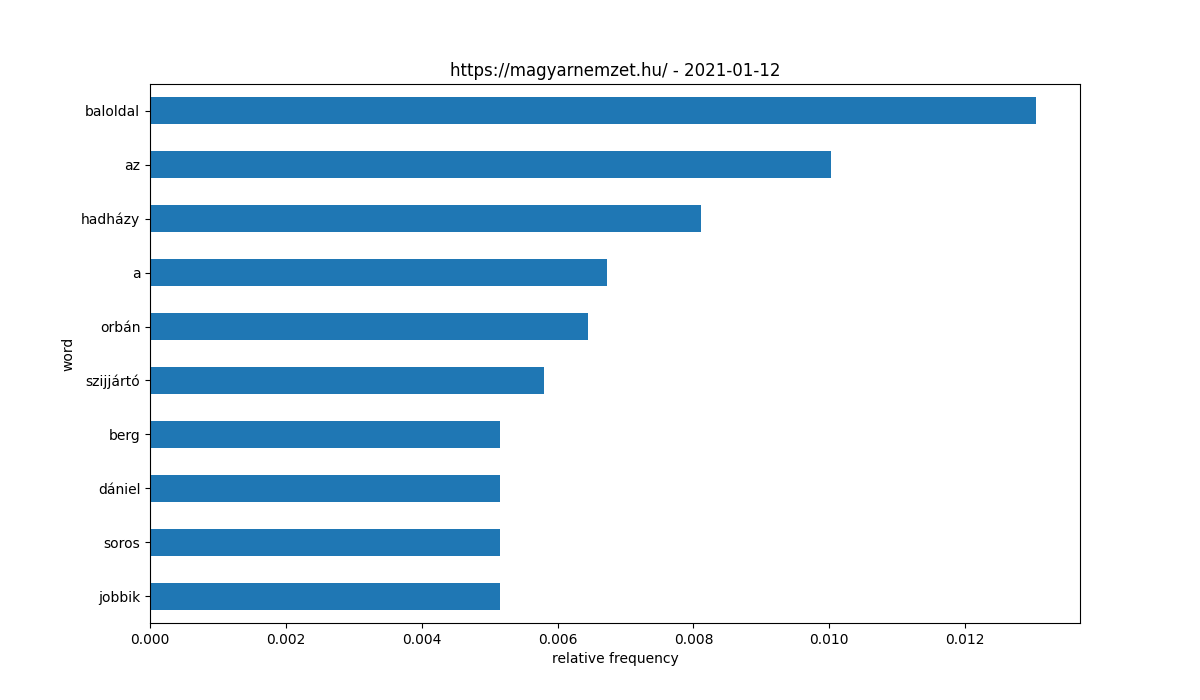 https://magyarnemzet.hu/ - 2021-01-12
baloldal
az
hadházy
a
orbán
szijjártó
berg
dániel
soros
jobbik
word
0.000 0.002 0.004 0.006 0.008 0.010 0.012
relative frequency